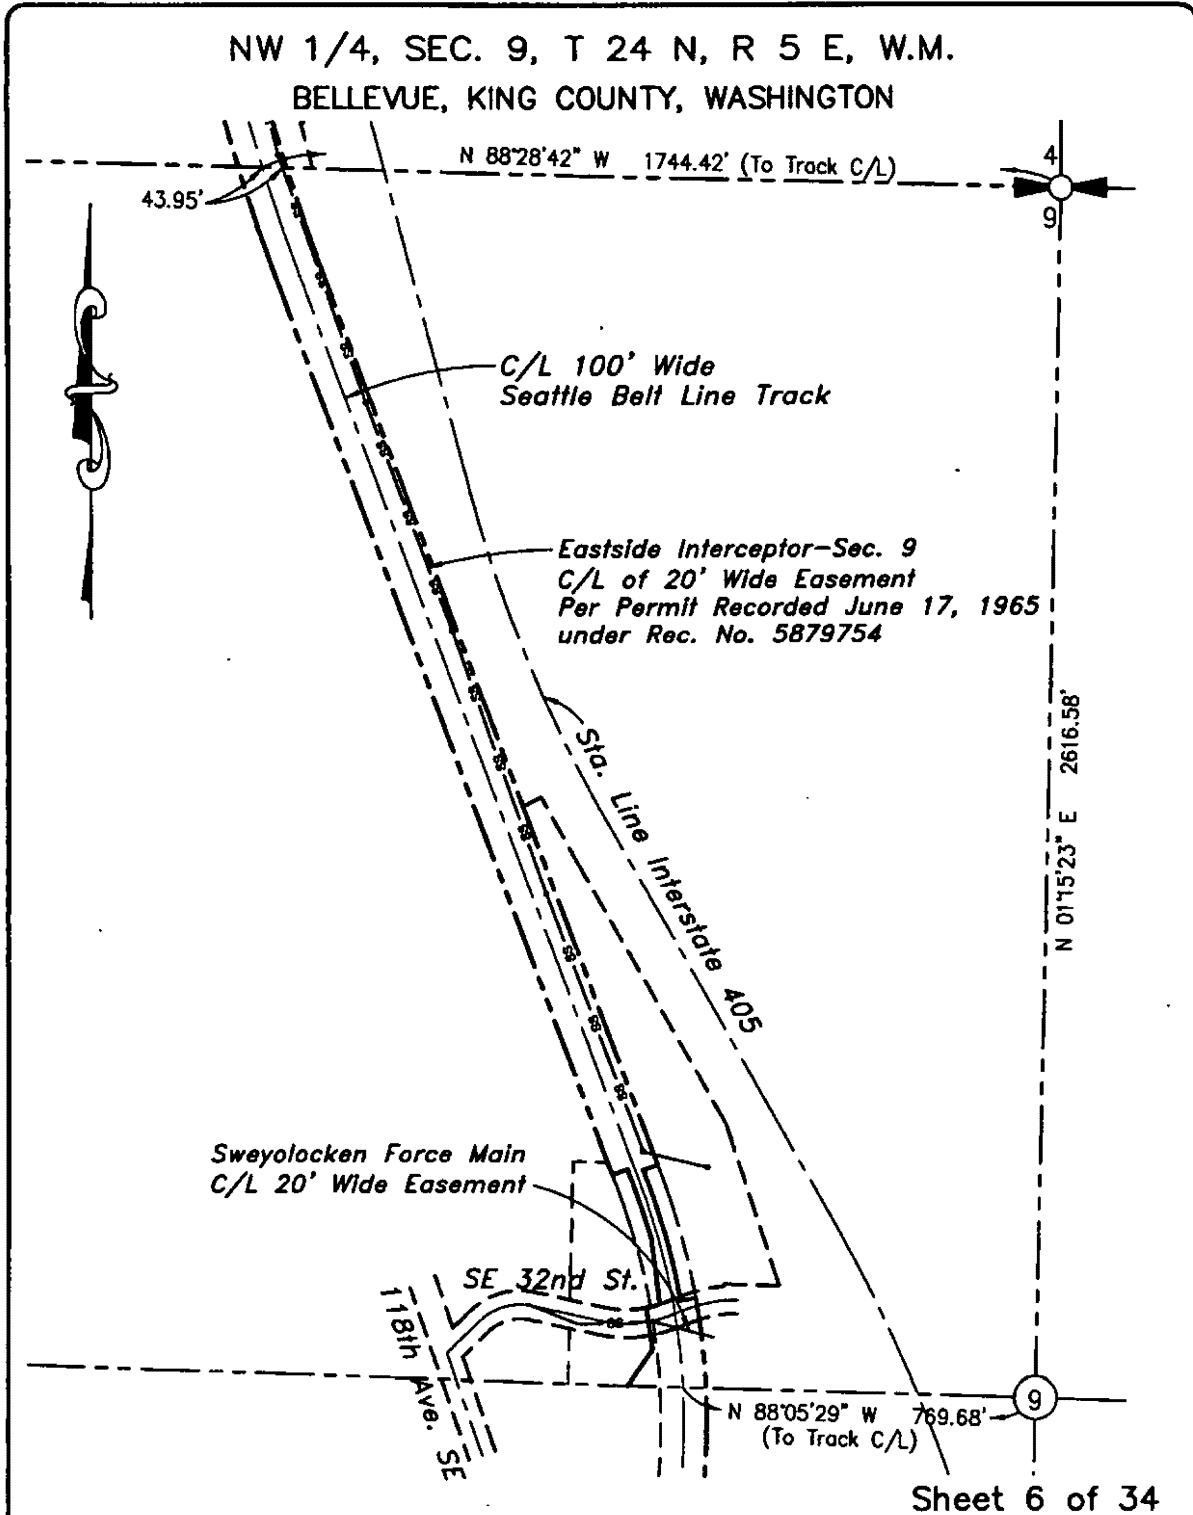 NW 1/4, SEC. 9, T 24 N, R 5 E, W.M.
BELLEVUE, KING COUNTY, WASHINGTON
N 88°28'42" W 1744.42' (To Track C/L)
4
9
43.95'
C/L 100' Wide
Seattle Belt Line Track
Eastside Interceptor-Sec. 9
C/L of 20' Wide Easement
Per Permit Recorded June 17, 1965
under Rec. No. 5879754
Sta. Line Interstate 405
N 01°15'23" E 2616.58'
Sweyolocken Force Main
C/L 20' Wide Easement
SE 32nd St.
118th Ave. SE
N 88°05'29" W 769.68'
(To Track C/L)
9
Sheet 6 of 34